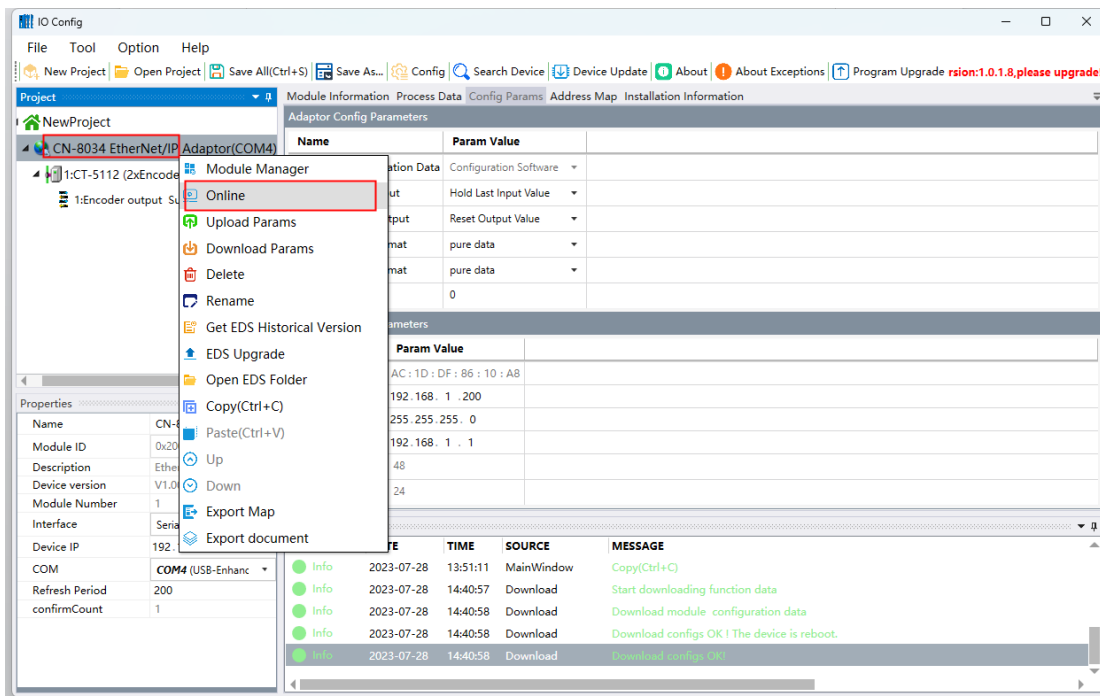 IO Config
File Tool Option Help
New Project Open Project Save All(Ctrl+S) Save As... Config Search Device Device Update About About Exceptions Program Upgrade rsion:1.0.1.8,please upgrade!
Project
NewProject
CN-8034 EtherNet/IP Adaptor(COM4)
1:CT-5112 (2xEncode
1:Encoder output Su
Module Manager
Online
Upload Params
Download Params
Delete
Rename
Get EDS Historical Version
EDS Upgrade
Open EDS Folder
Copy(Ctrl+C)
Paste(Ctrl+V)
Up
Down
Export Map
Export document
Module Information Process Data Config Params Address Map Installation Information
Adaptor Config Parameters
Name Param Value
ation Data Configuration Software
ut Hold Last Input Value
tput Reset Output Value
mat pure data
mat pure data
0
ameters
Param Value
AC : 1D : DF : 86 : 10 : A8
192.168. 1 .200
255.255.255. 0
192.168. 1 . 1
48
24
Properties
Name CN-8
Module ID 0x20
Description Ether
Device version V1.00
Module Number 1
Interface Seria
Device IP 192.
COM COM4 (USB-Enhanc
Refresh Period 200
confirmCount 1
TE TIME SOURCE MESSAGE
Info 2023-07-28 13:51:11 MainWindow Copy(Ctrl+C)
Info 2023-07-28 14:40:57 Download Start downloading function data
Info 2023-07-28 14:40:58 Download Download module configuration data
Info 2023-07-28 14:40:58 Download Download configs OK ! The device is reboot.
Info 2023-07-28 14:40:58 Download Download configs OK!